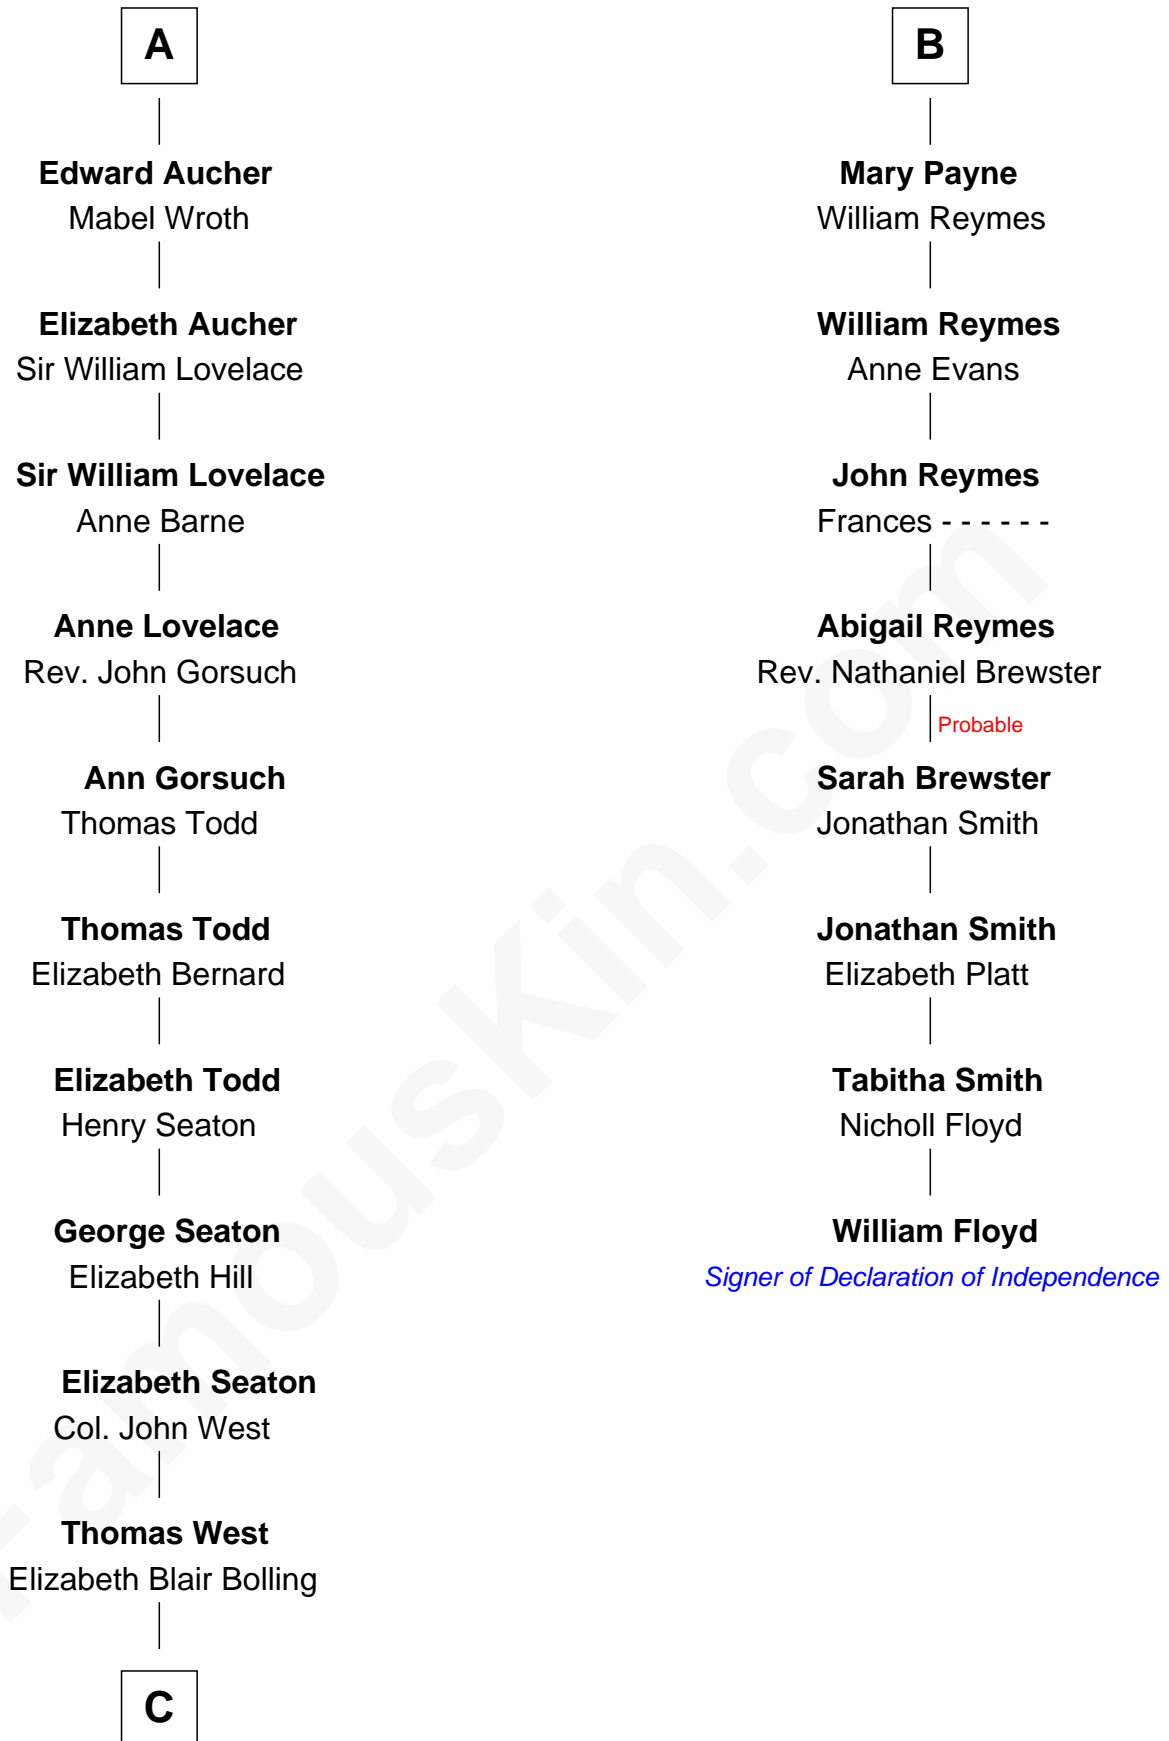 A
Edward Aucher
Mabel Wroth
Elizabeth Aucher
Sir William Lovelace
Sir William Lovelace
Anne Barne
Anne Lovelace
Rev. John Gorsuch
Ann Gorsuch
Thomas Todd
Thomas Todd
Elizabeth Bernard
Elizabeth Todd
Henry Seaton
George Seaton
Elizabeth Hill
Elizabeth Seaton
Col. John West
Thomas West
Elizabeth Blair Bolling
C
B
Mary Payne
William Reymes
William Reymes
Anne Evans
John Reymes
Frances - - - - - -
Abigail Reymes
Rev. Nathaniel Brewster
Probable
Sarah Brewster
Jonathan Smith
Jonathan Smith
Elizabeth Platt
Tabitha Smith
Nicholl Floyd
William Floyd
Signer of Declaration of Independence
FamousKin.com